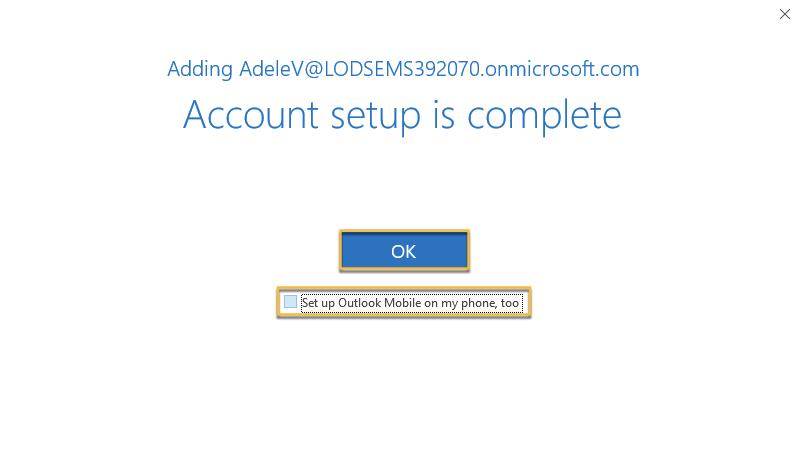 Adding AdeleV@LODSEMS392070.onmicrosoft.com
Account setup is complete
OK
Set up Outlook Mobile on my phone, too